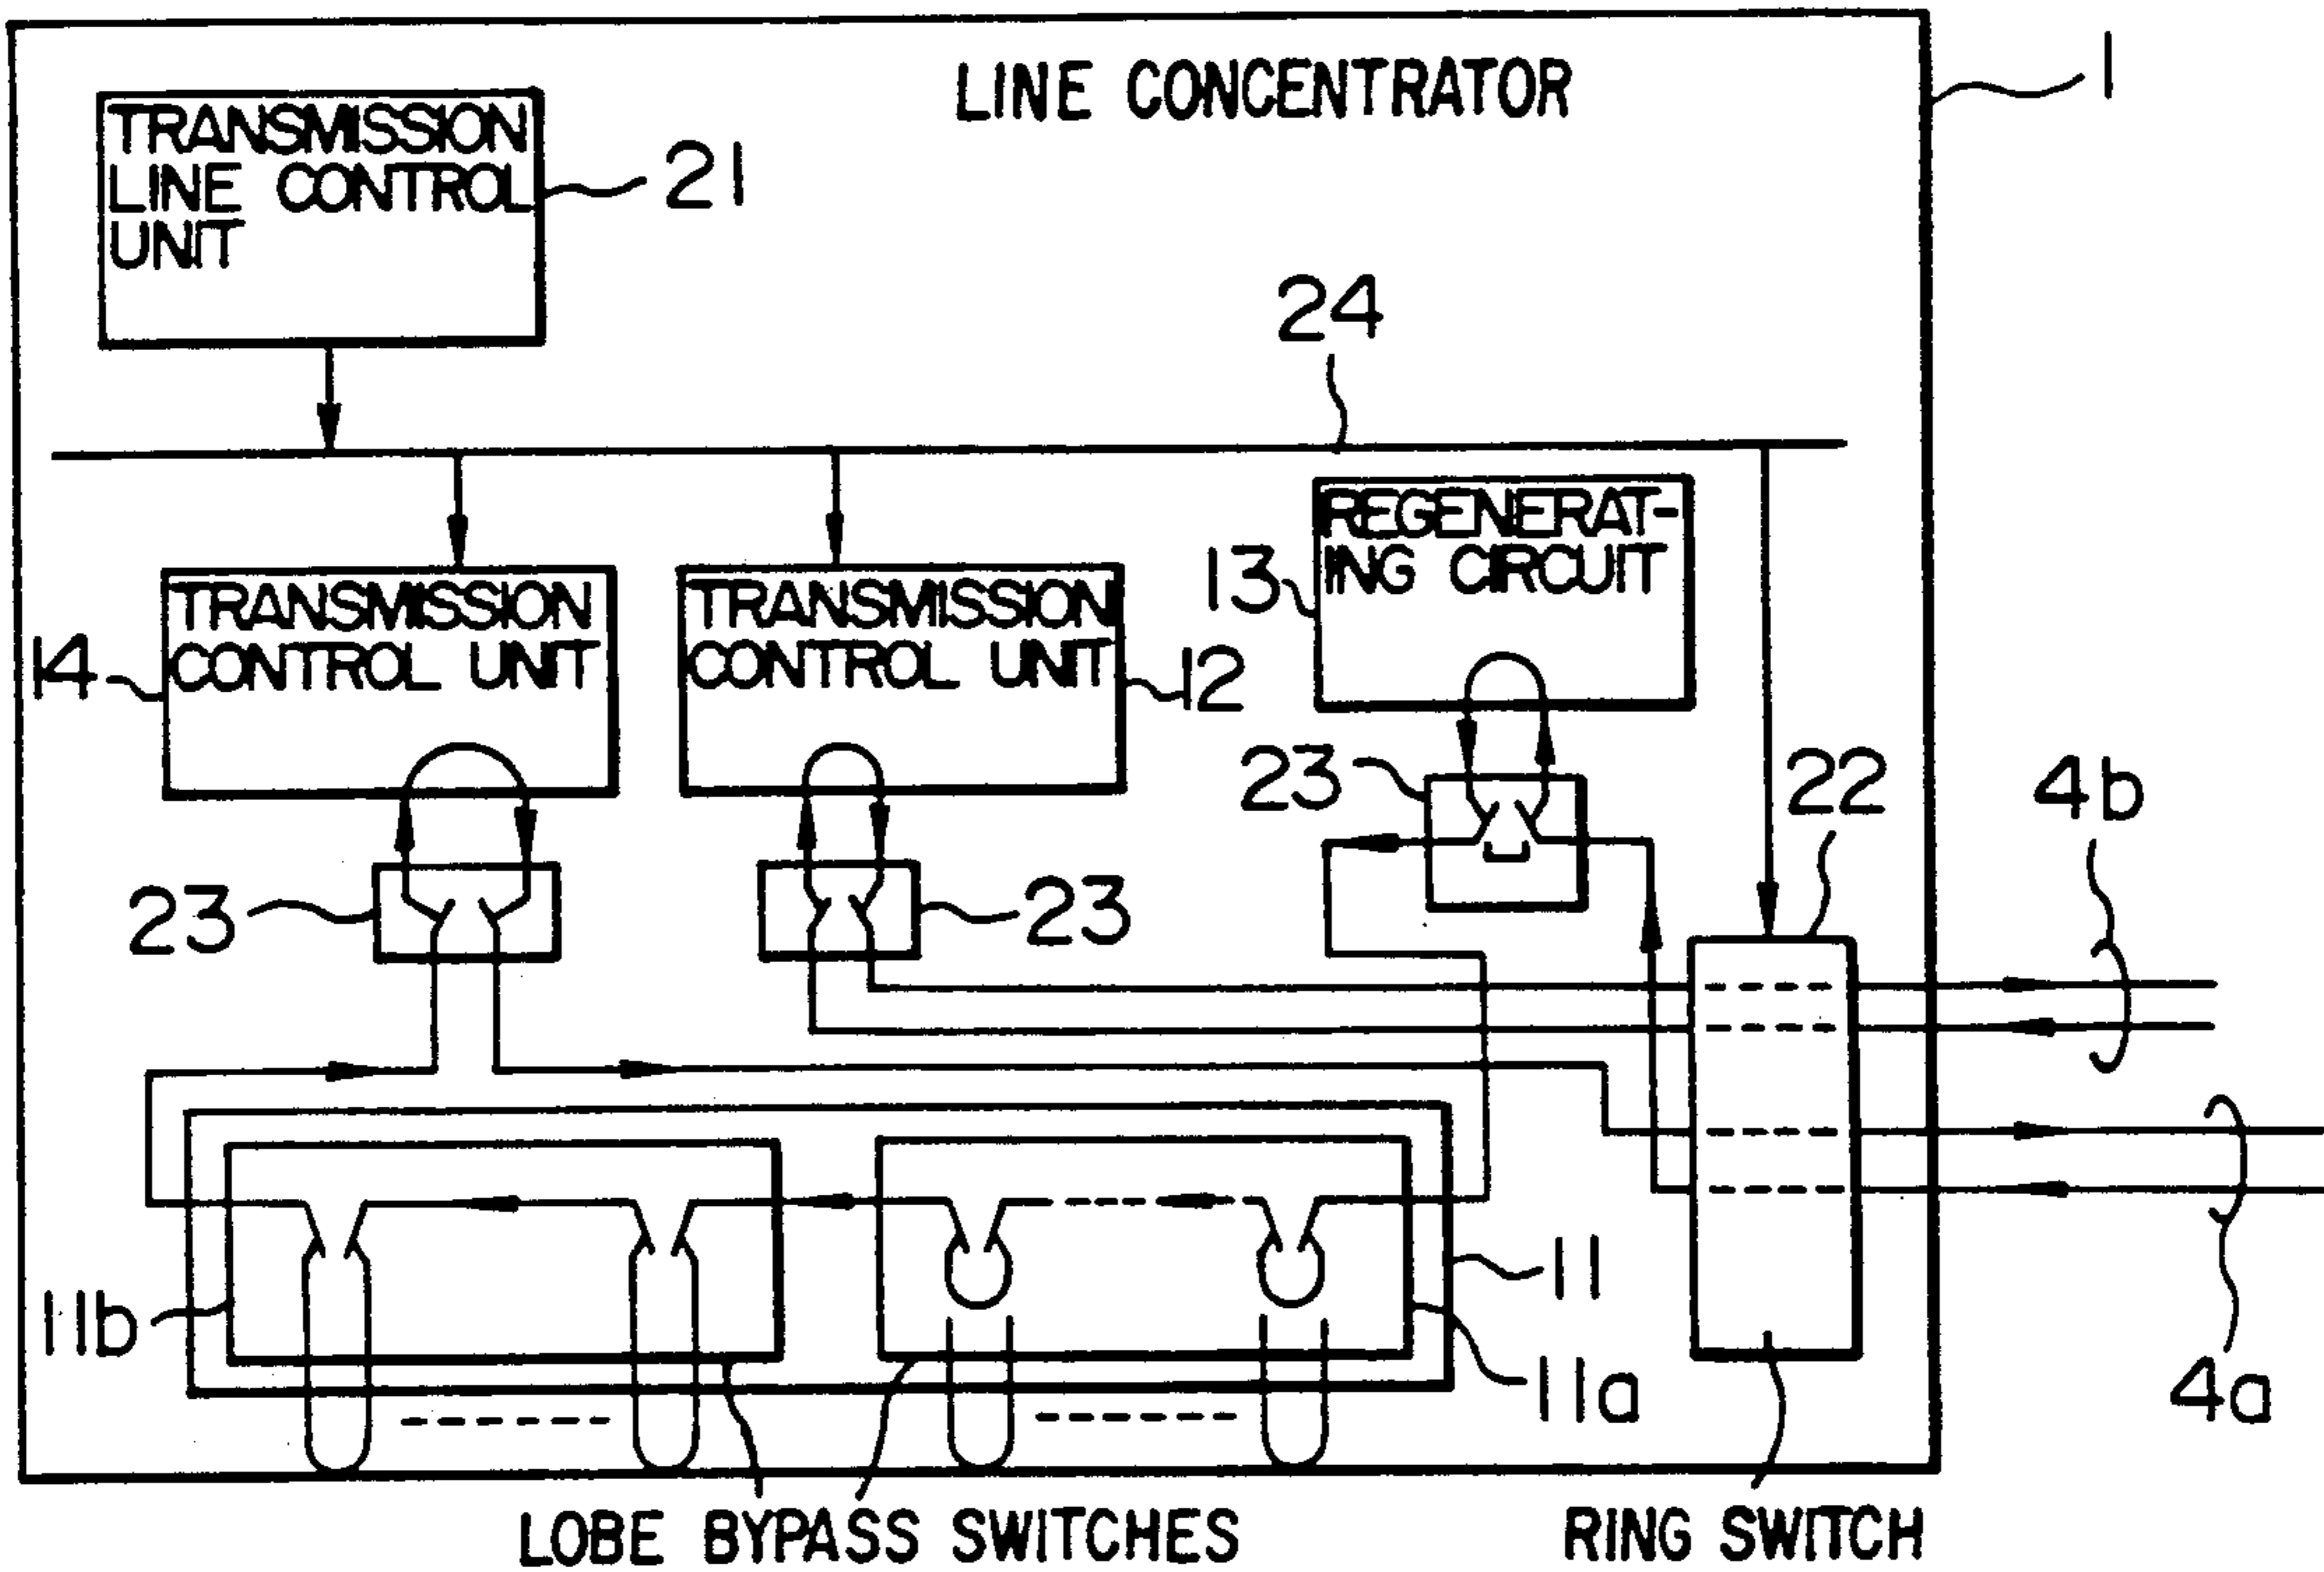 LINE CONCENTRATOR
1
TRANSMISSION
LINE CONTROL
UNIT
21
24
REGENERAT-
ING CIRCUIT
13
TRANSMISSION
CONTROL UNIT
14
TRANSMISSION
CONTROL UNIT
12
23
22
4b
23
23
11b
11
11a
4a
LOBE BYPASS SWITCHES
RING SWITCH